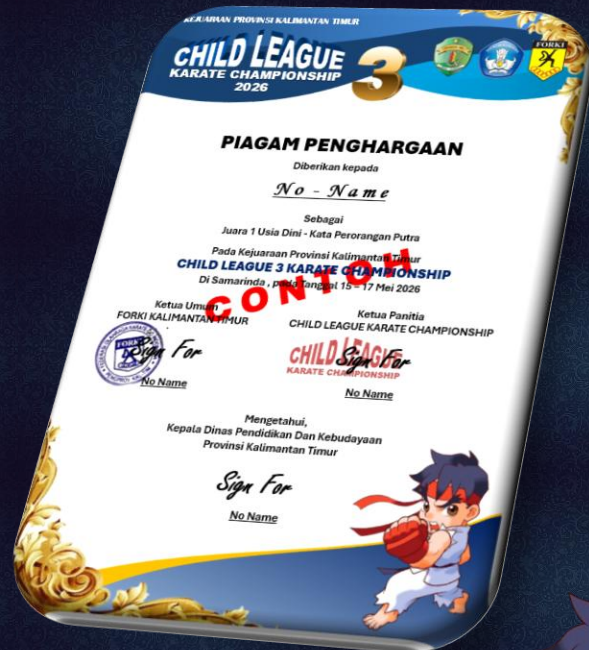 KEJUARAAN PROVINSI KALIMANTAN TIMUR
CHILD LEAGUE 3
KARATE CHAMPIONSHIP
2026
FORKI
PIAGAM PENGHARGAAN
Diberikan kepada
No - Name
Sebagai
Juara 1 Usia Dini - Kata Perorangan Putra
Pada Kejuaraan Provinsi Kalimantan Timur
CHILD LEAGUE 3 KARATE CHAMPIONSHIP
Di Samarinda , pada Tanggal 15 - 17 Mei 2026
CONTOH
Ketua Umum
FORKI KALIMANTAN TIMUR
FORKI
Sign For
No Name
Ketua Panitia
CHILD LEAGUE KARATE CHAMPIONSHIP
CHILD LEAGUE
KARATE CHAMPIONSHIP
Sign For
No Name
Mengetahui,
Kepala Dinas Pendidikan Dan Kebudayaan
Provinsi Kalimantan Timur
Sign For
No Name